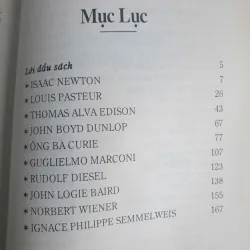 Mục Lục
Lời đầu sách 5
* ISAAC NEWTON 7
* LOUIS PASTEUR 26
* THOMAS ALVA EDISON 43
* JOHN BOYD DUNLOP 67
* ÔNG BÀ CURIE 77
* GUGLIELMO MARCONI 107
* RUDOLF DIESEL 123
* JOHN LOGIE BAIRD 138
* NORBERT WIENER 155
* IGNACE PHILIPPE SEMMELWEIS 167